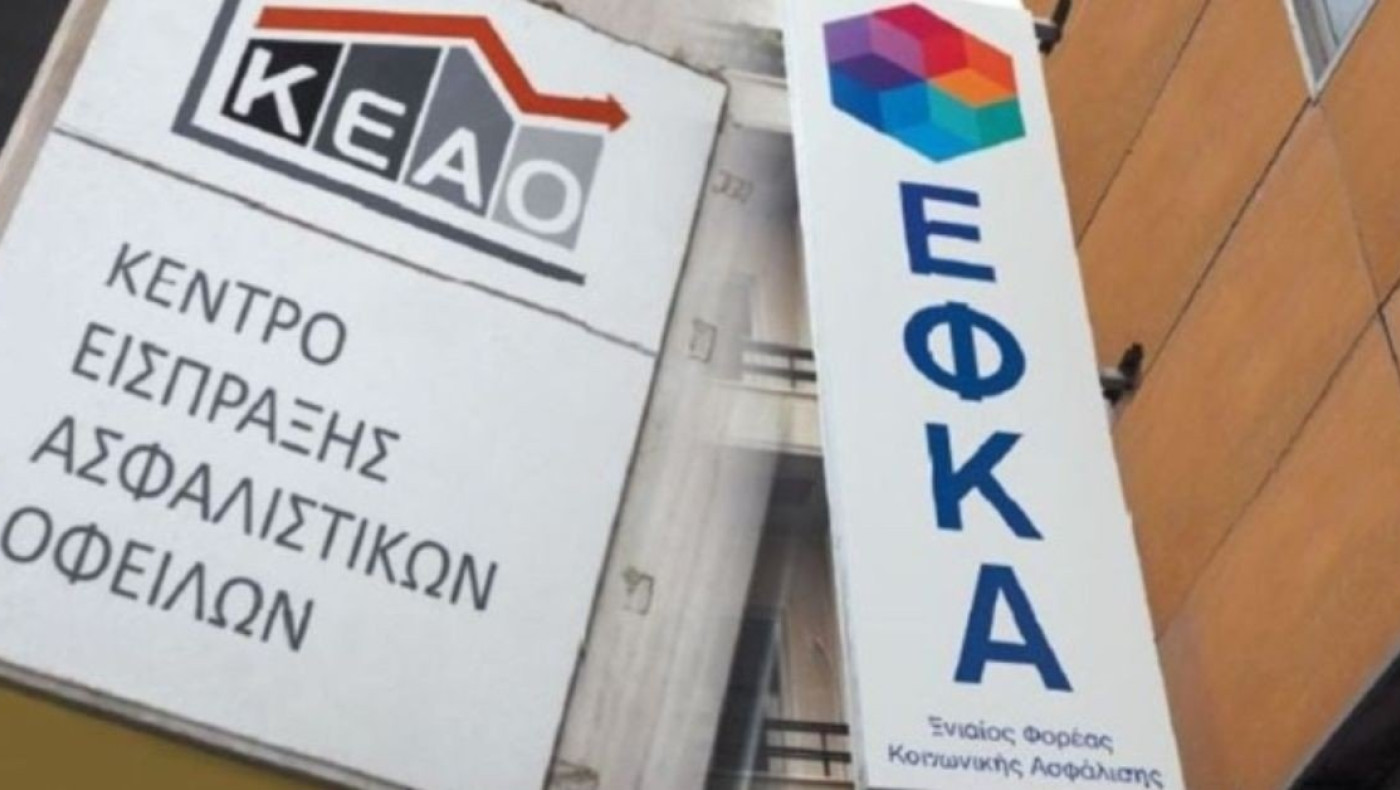 ΚΕΑΟ
ΚΕΝΤΡΟ
ΕΙΣΠΡΑΞΗΣ
ΑΣΦΑΛΙΣΤΙΚΩΝ
ΟΦΕΙΛΩΝ
ΕΦΚΑ
Ενιαίος Φορέας
Κοινωνικής Ασφάλισης